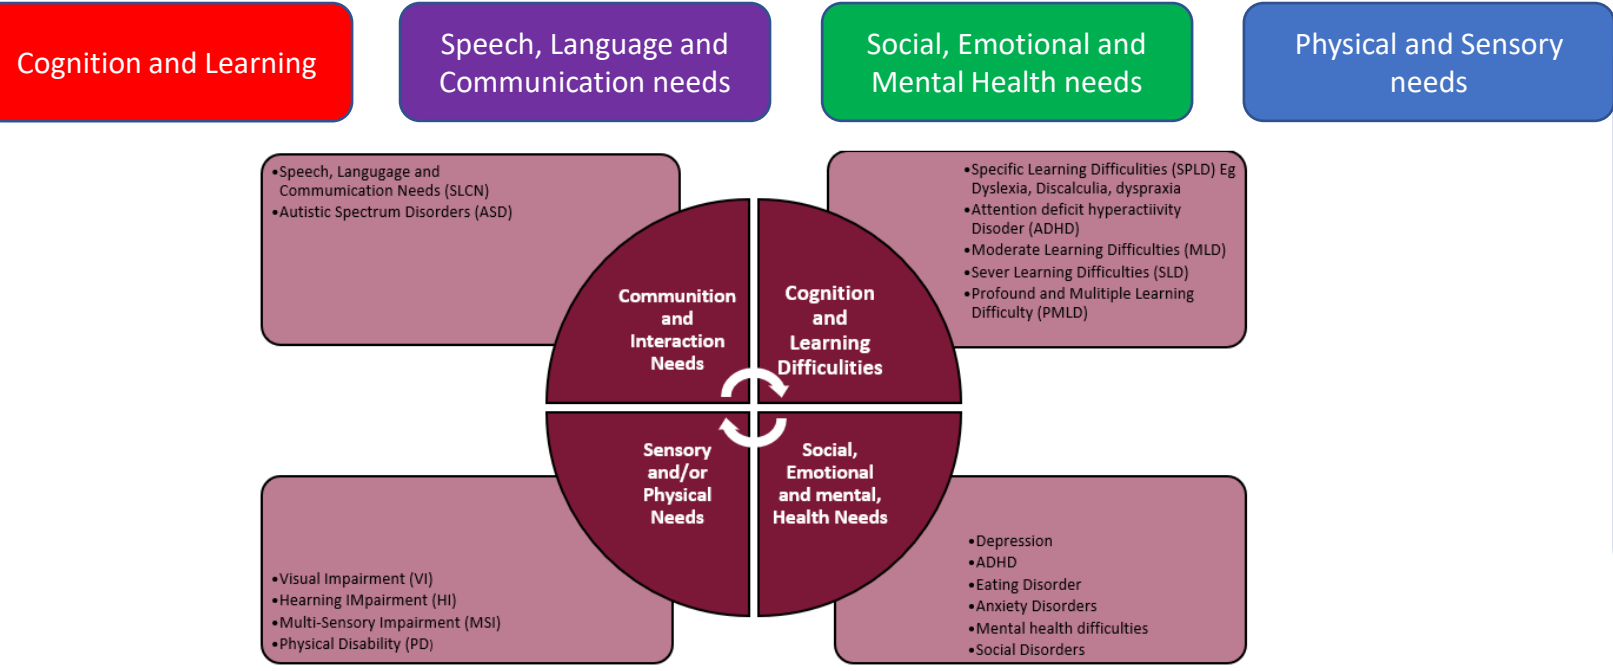 Cognition and Learning
Speech, Language and
Communication needs
Social, Emotional and
Mental Health needs
Physical and Sensory
needs
•Speech, Langugage and
Commumication Needs (SLCN)
•Autistic Spectrum Disorders (ASD)
•Specific Learning Difficulities (SPLD) Eg
Dyslexia, Discalculia, dyspraxia
•Attention deficit hyperactiivity
Disoder (ADHD)
•Moderate Learning Difficulties (MLD)
•Sever Learning Difficulties (SLD)
•Profound and Mulitiple Learning
Difficulty (PMLD)
Communition
and
Interaction
Needs
Cognition
and
Learning
Difficulities
Sensory
and/or
Physical
Needs
Social,
Emotional
and mental,
Health Needs
•Visual Impairment (VI)
•Hearning IMpairment (HI)
•Multi-Sensory Impairment (MSI)
•Physical Disability (PD)
•Depression
•ADHD
•Eating Disorder
•Anxiety Disorders
•Mental health difficulties
•Social Disorders